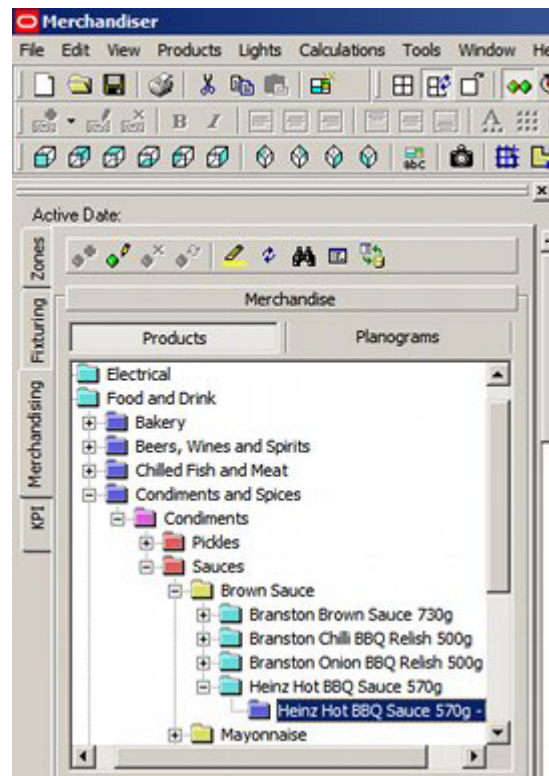 Merchandiser
File Edit View Products Lights Calculations Tools Window He
B I A
abc
Active Date:
Zones
Fixturing
Merchandising
KPI
Merchandise
Products Planograms
Electrical
Food and Drink
Bakery
Beers, Wines and Spirits
Chilled Fish and Meat
Condiments and Spices
Condiments
Pickles
Sauces
Brown Sauce
Branston Brown Sauce 730g
Branston Chilli BBQ Relish 500g
Branston Onion BBQ Relish 500g
Heinz Hot BBQ Sauce 570g
Heinz Hot BBQ Sauce 570g -
Mayonnaise